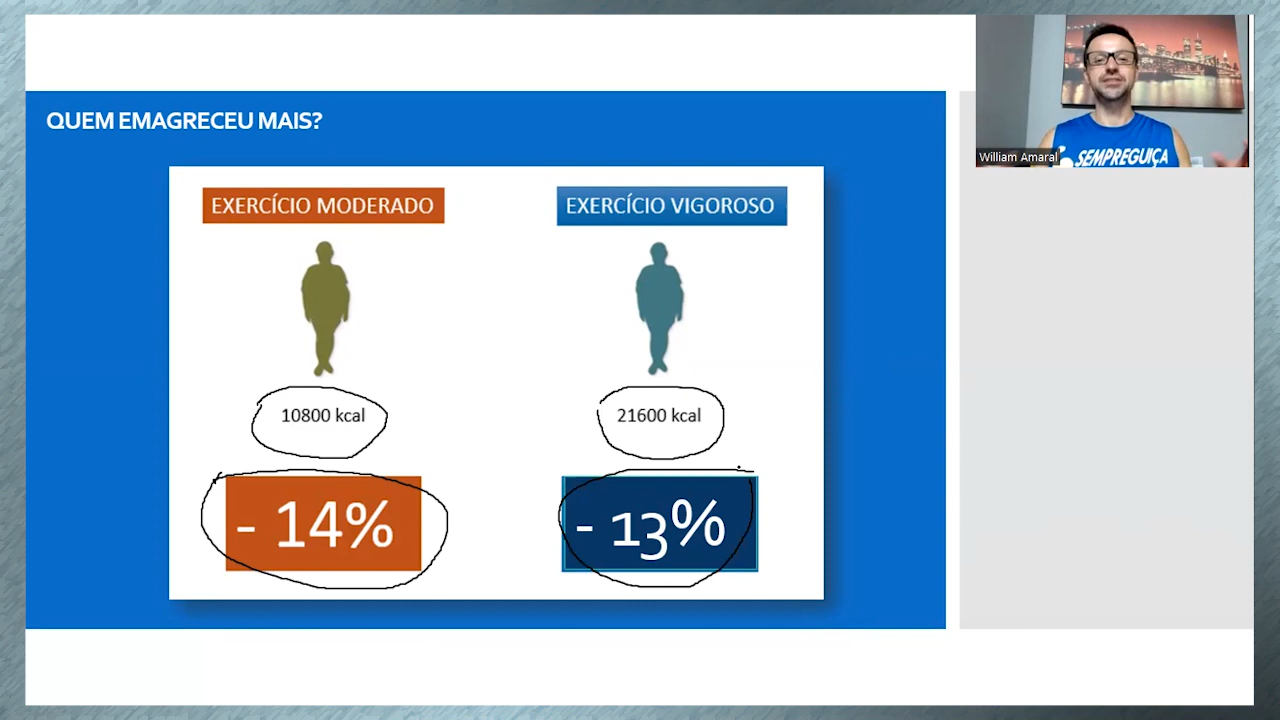 QUEM EMAGRECEU MAIS?
EXERCÍCIO MODERADO
EXERCÍCIO VIGOROSO
10800 kcal
21600 kcal
- 14%
- 13%
William Amaral
SEMPREGUIÇA